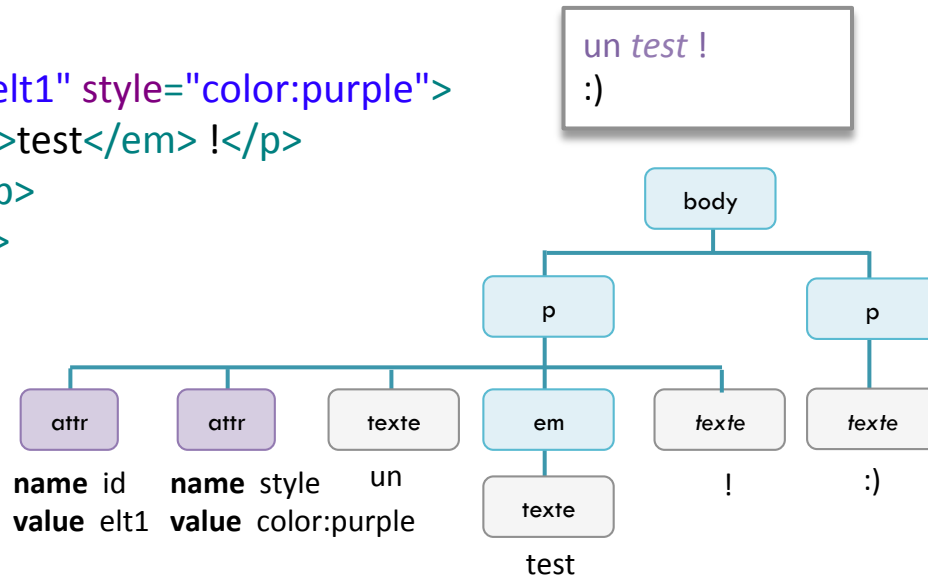 elt1" style="color:purple">
>test</em> !</p>
p>
>
un test !
:)
body
p
p
attr
attr
texte
em
texte
texte
name id
value elt1
name style
value color:purple
un
texte
test
!
:)